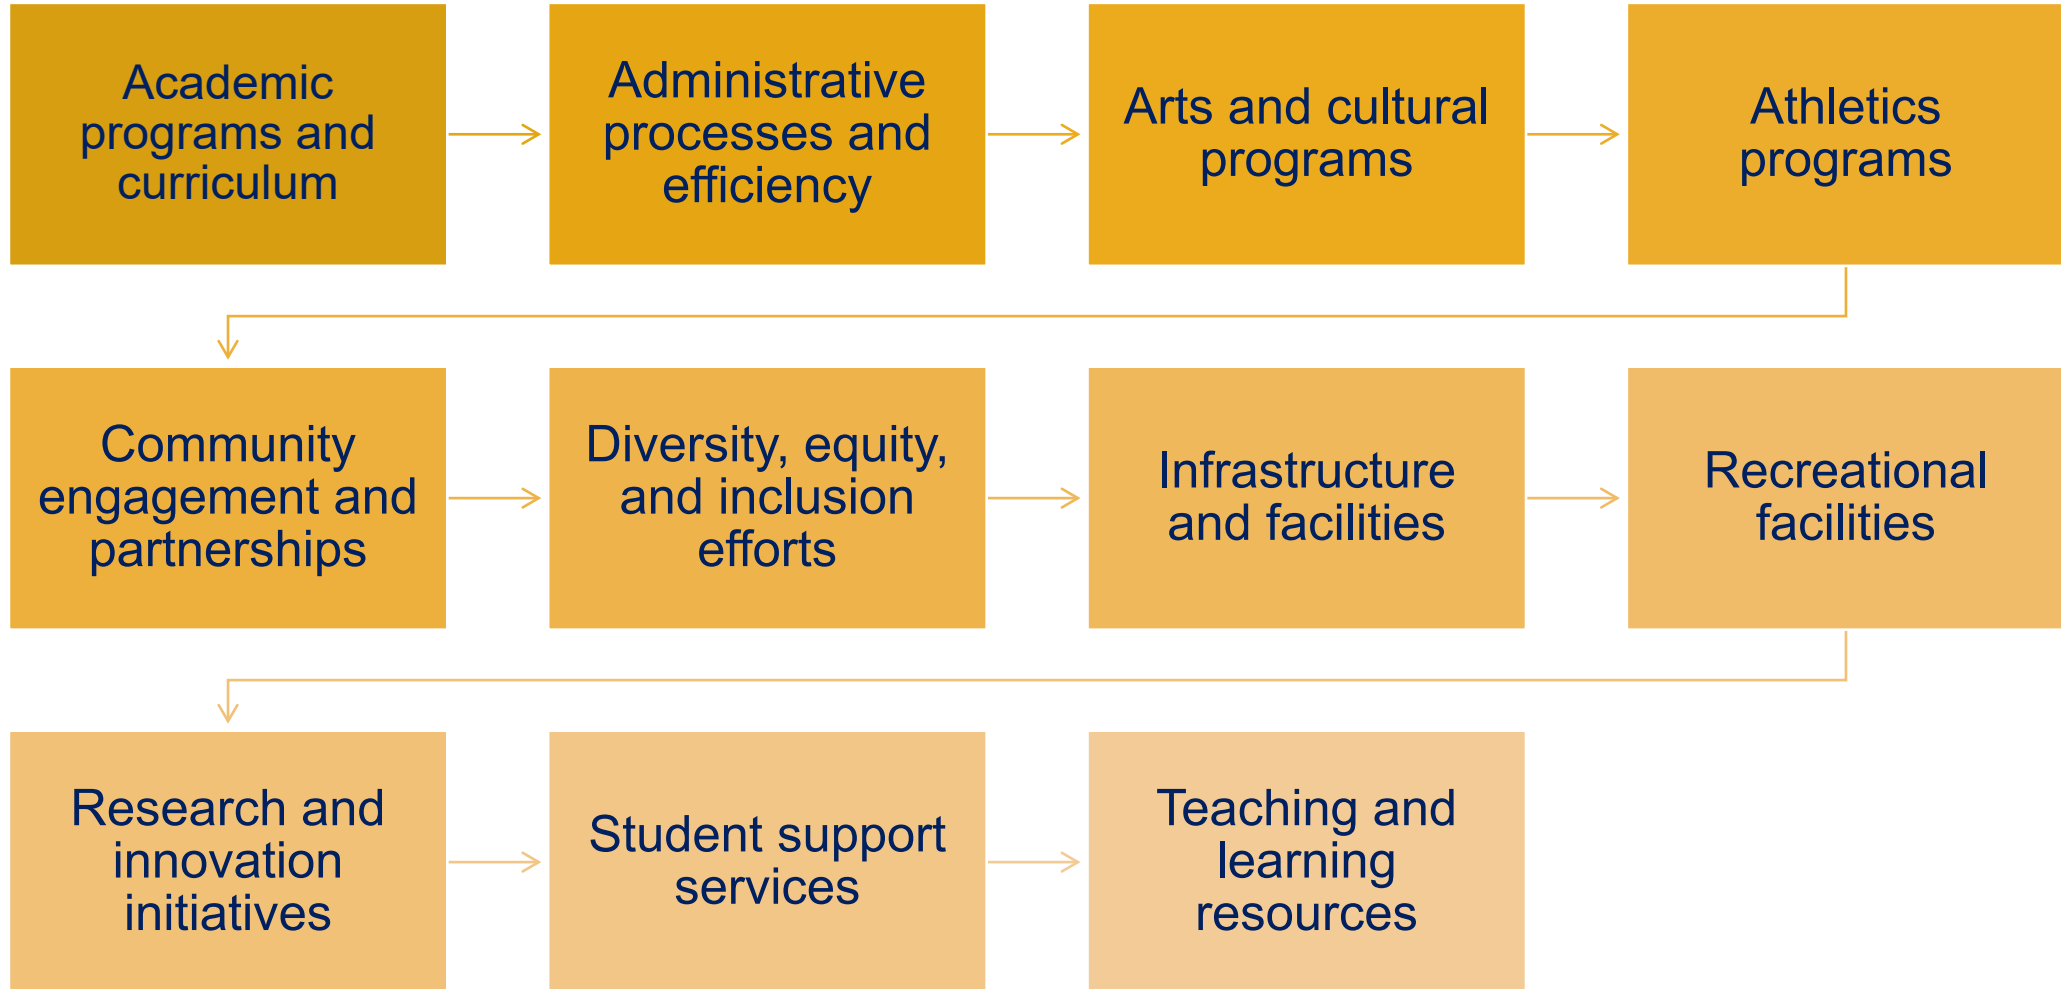 Academic
programs and
curriculum
Administrative
processes and
efficiency
Arts and cultural
programs
Athletics
programs
Community
engagement and
partnerships
Diversity, equity,
and inclusion
efforts
Infrastructure
and facilities
Recreational
facilities
Research and
innovation
initiatives
Student support
services
Teaching and
learning
resources